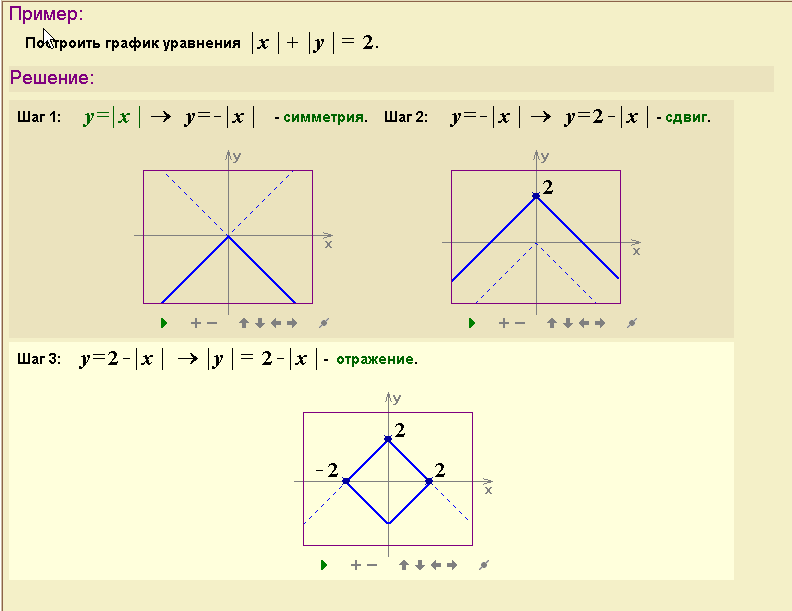 Пример:
Построить график уравнения |x| + |y| = 2.
Решение:
Шаг 1: y=|x| → y=-|x| - симметрия. Шаг 2: y=-|x| → y=2-|x| - сдвиг.
y
x
y
2
x
Шаг 3: y=2-|x| → |y| = 2-|x| - отражение.
y
2
-2 2
x